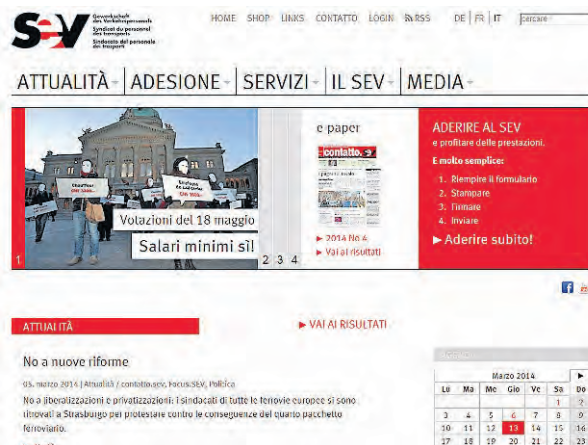 SEV
Gewerkschaft
des Verkehrspersonals
Syndicat du personnel
des transports
Sindacato del personale
dei trasporti
HOME SHOP LINKS CONTATTO LOGIN RSS DE | FR | IT cercare
ATTUALITÀ ADESIONE SERVIZI IL SEV MEDIA
Votazioni del 18 maggio
Salari minimi sì!
1 2 3 4
e paper
contatto.
► 2014 No 4
► Vai ai risultati
ADERIRE AL SEV
e profitare delle prestazioni.
È molto semplice:
1. Riempire il formulario
2. Stampare
3. Firmare
4. Inviare
► Aderire subito!
ATTUALITÀ
► VAI AI RISULTATI
No a nuove riforme
03. marzo 2014 | Attualità / contatto.sev, Focus SEV, Politica
No a liberalizzazioni e privatizzazioni: i sindacati di tutte le ferrovie europee si sono
ritrovati a Strasburgo per protestare contro le conseguenze del quarto pacchetto
ferroviario.
Marzo 2014 ►
Lu Ma Me Gio Ve Sa Do
1 2
3 4 5 6 7 8 9
10 11 12 13 14 15 16
17 18 19 20 21 22 23